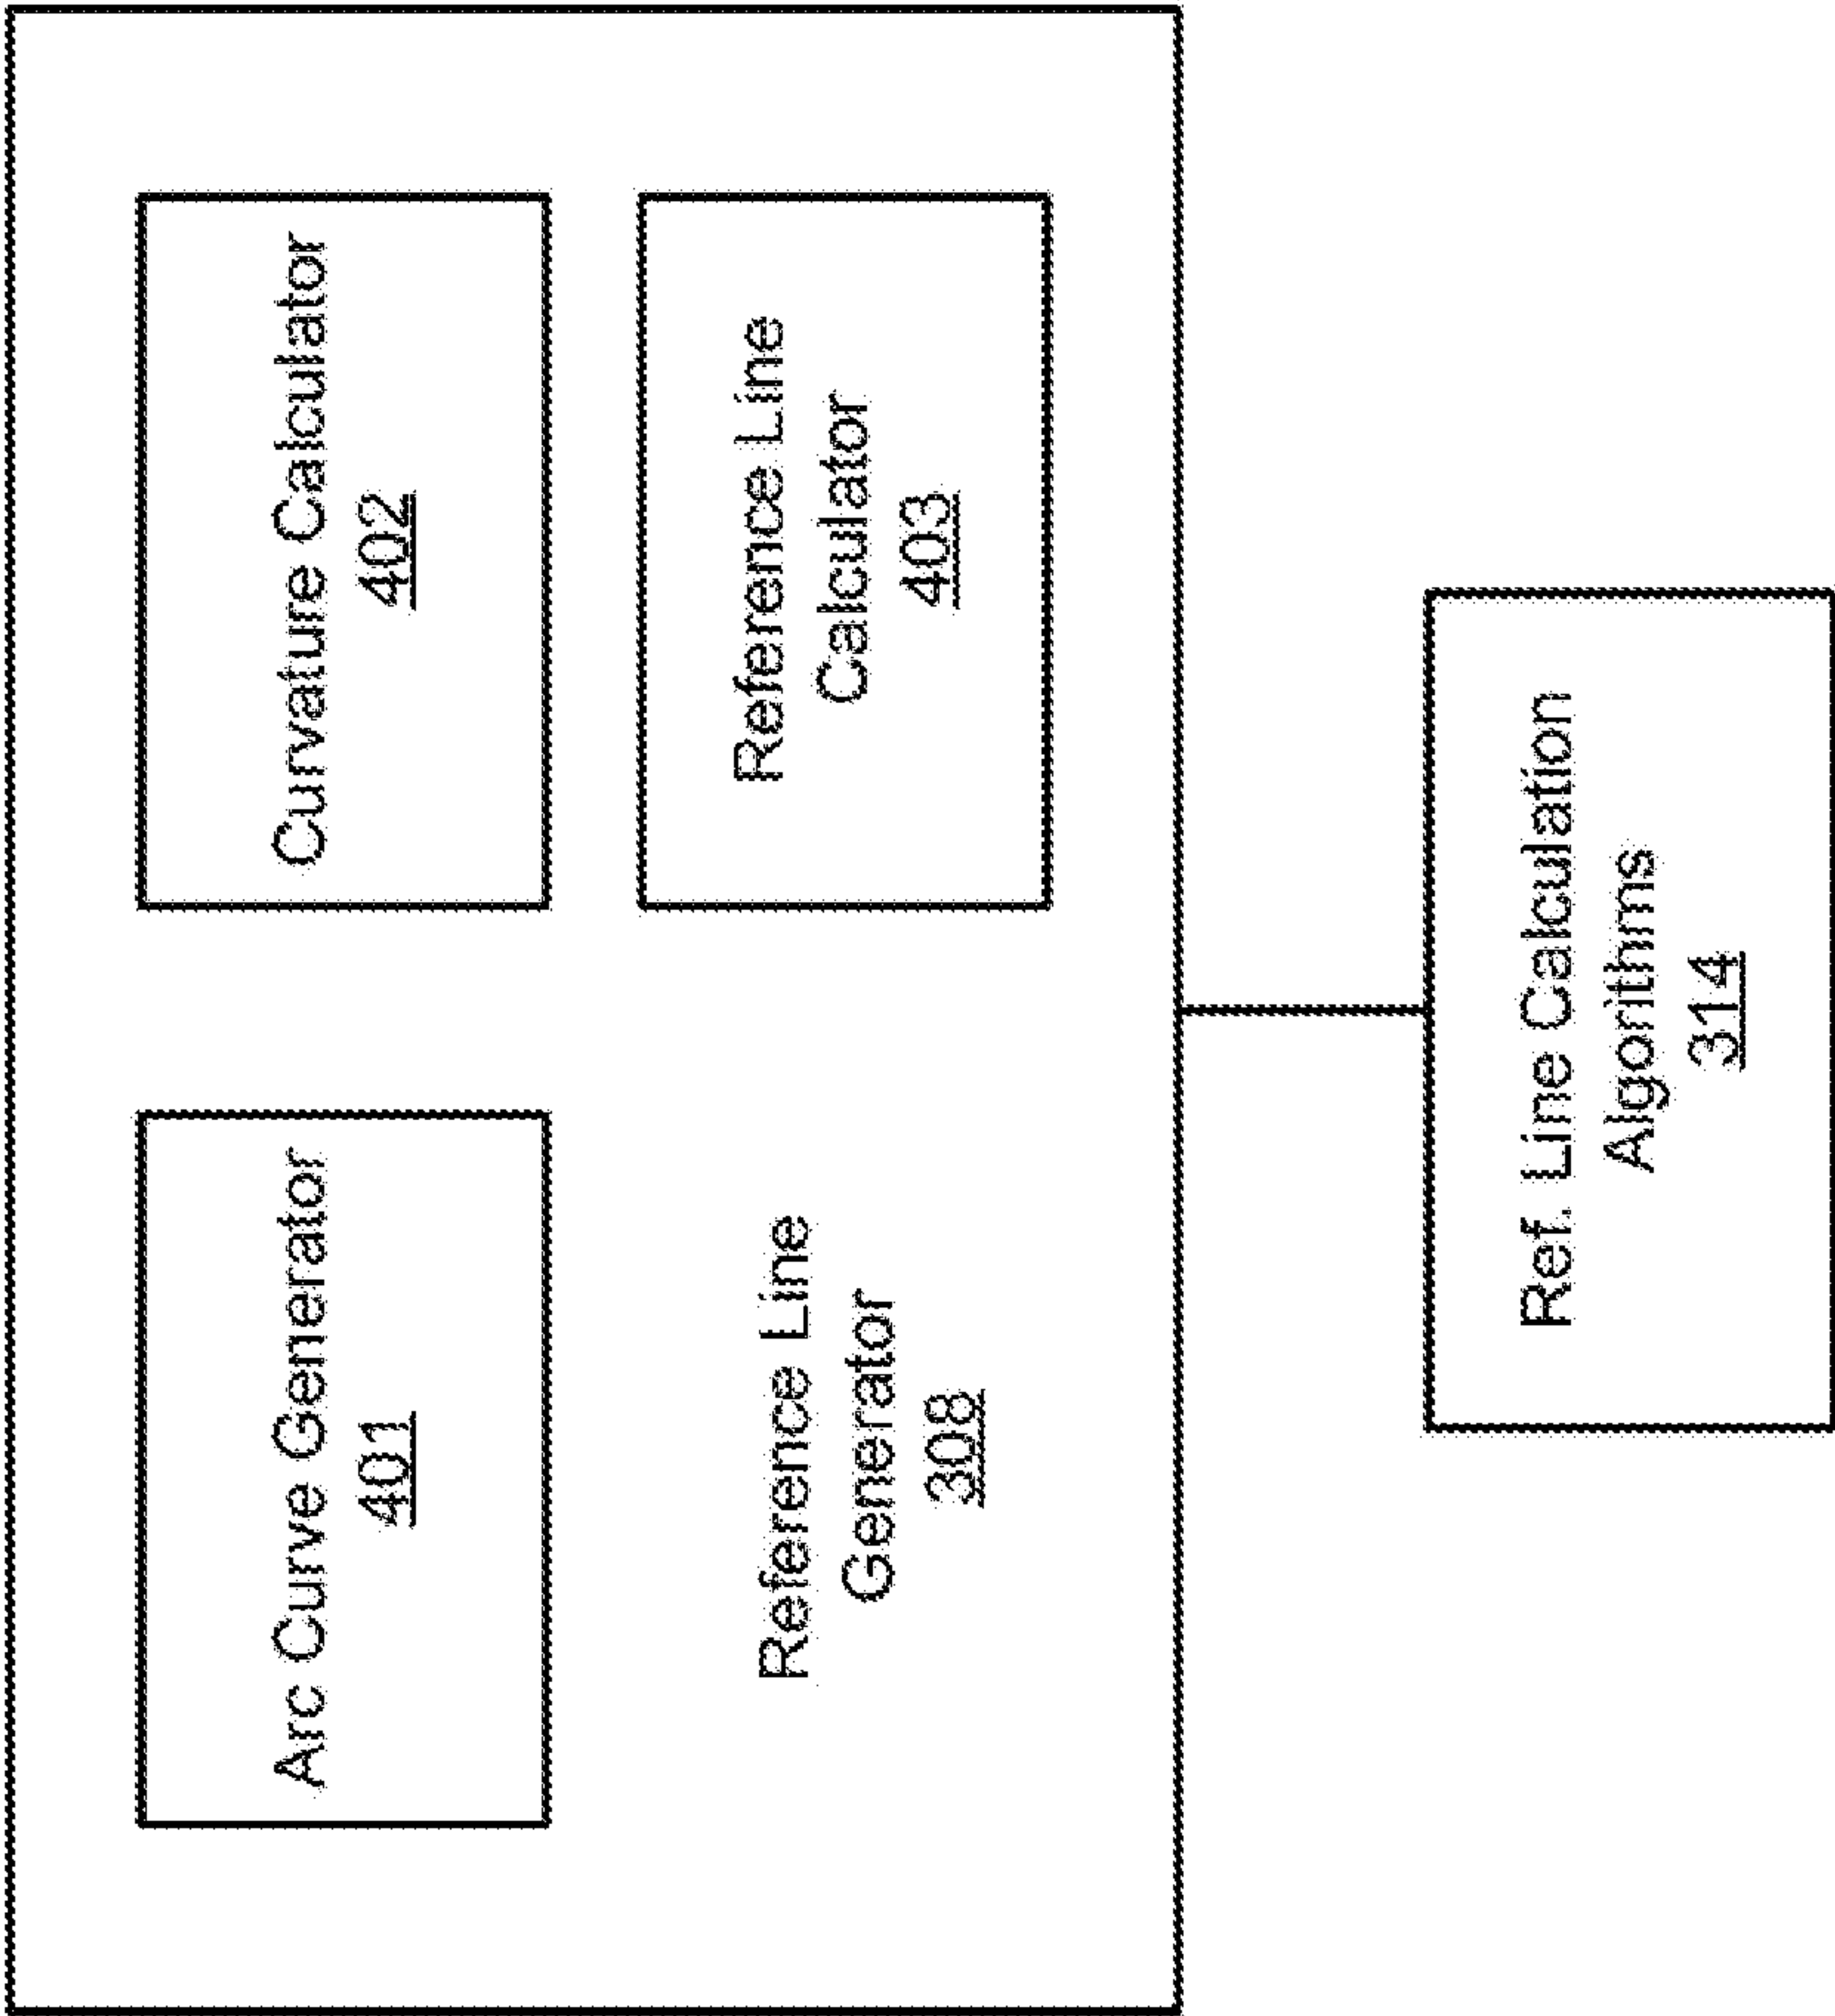 Arc Curve Generator
401
Curvature Calculator
402
Reference Line
Generator
308
Reference Line
Calculator
403
Ref. Line Calculation
Algorithms
314